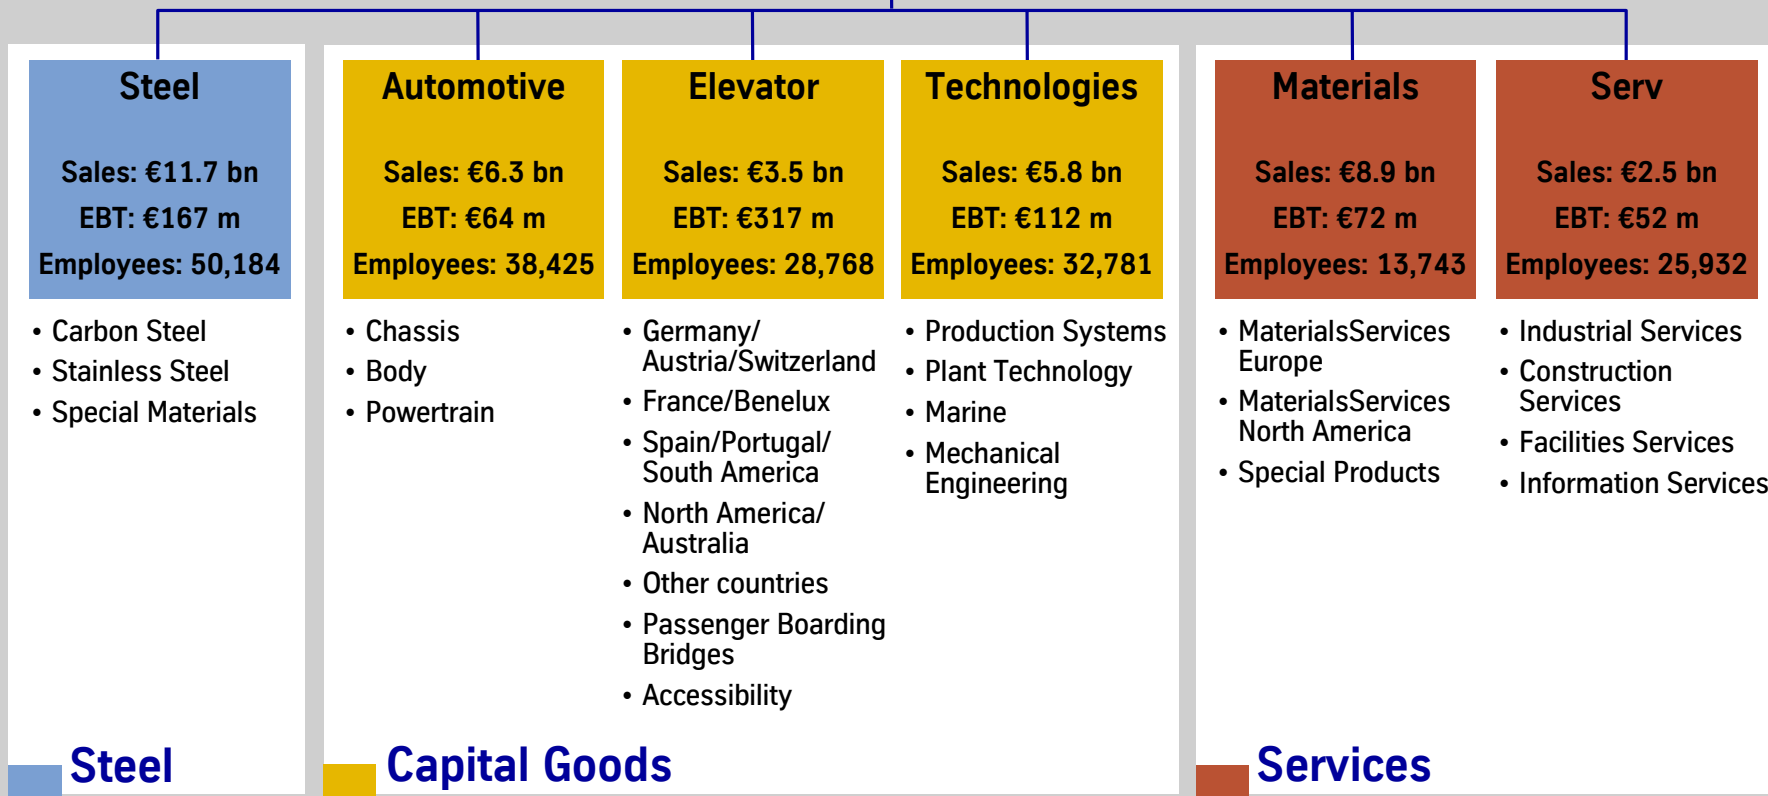 Steel
Sales: €11.7 bn
EBT: €167 m
Employees: 50,184
• Carbon Steel
• Stainless Steel
• Special Materials
Steel
Automotive
Sales: €6.3 bn
EBT: €64 m
Employees: 38,425
• Chassis
• Body
• Powertrain
Elevator
Sales: €3.5 bn
EBT: €317 m
Employees: 28,768
• Germany/
Austria/Switzerland
• France/Benelux
• Spain/Portugal/
South America
• North America/
Australia
• Other countries
• Passenger Boarding
Bridges
• Accessibility
Technologies
Sales: €5.8 bn
EBT: €112 m
Employees: 32,781
• Production Systems
• Plant Technology
• Marine
• Mechanical
Engineering
Capital Goods
Materials
Sales: €8.9 bn
EBT: €72 m
Employees: 13,743
• MaterialsServices
Europe
• MaterialsServices
North America
• Special Products
Serv
Sales: €2.5 bn
EBT: €52 m
Employees: 25,932
• Industrial Services
• Construction
Services
• Facilities Services
• Information Services
Services